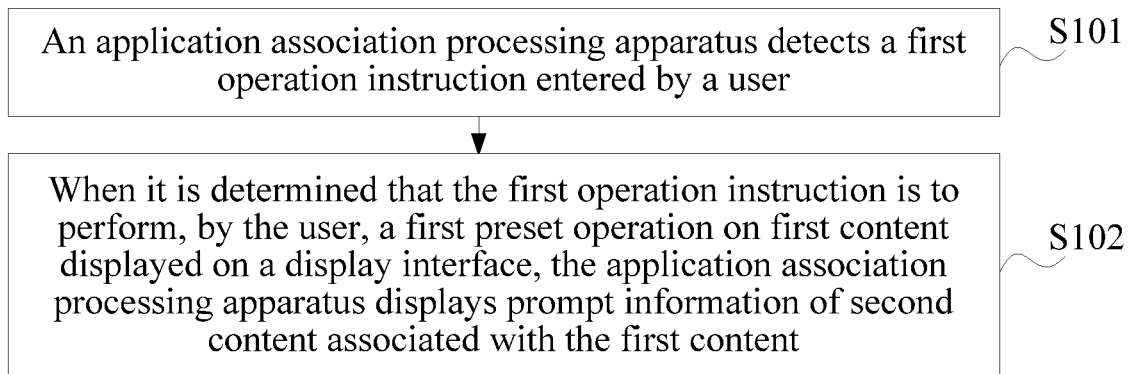 An application association processing apparatus detects a first
operation instruction entered by a user
S101
When it is determined that the first operation instruction is to
perform, by the user, a first preset operation on first content
displayed on a display interface, the application association
processing apparatus displays prompt information of second
content associated with the first content
S102